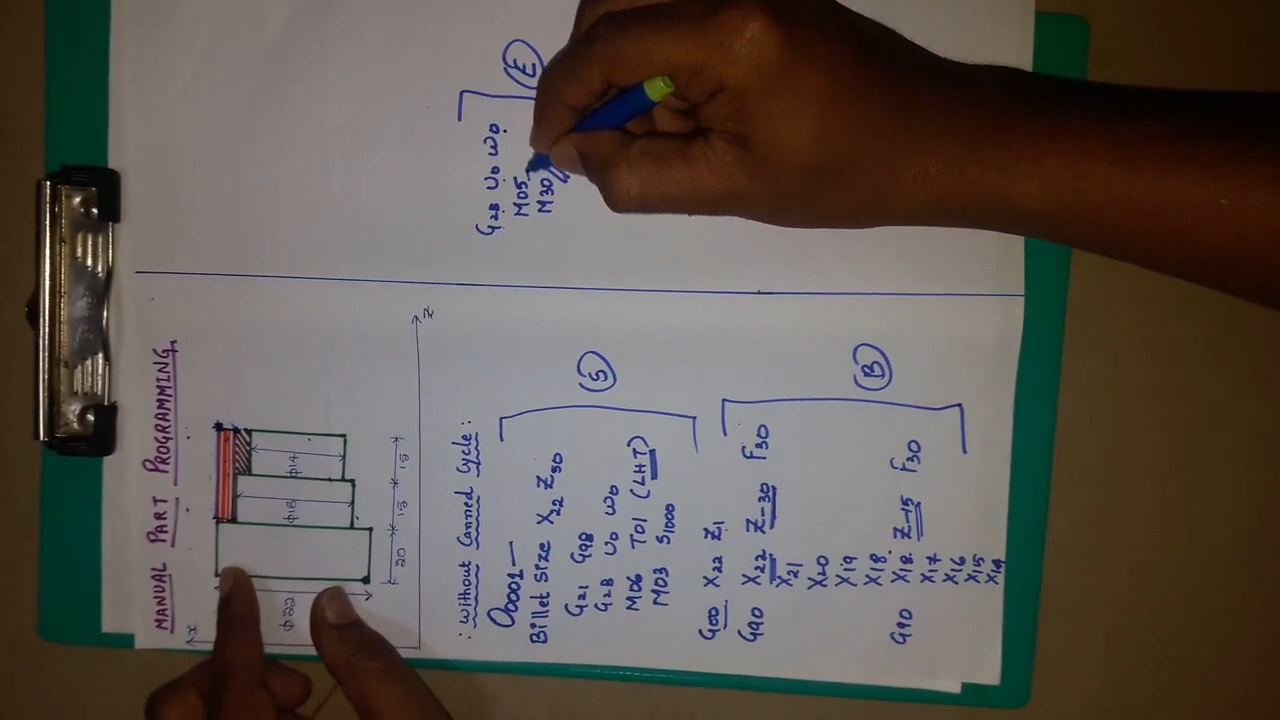 MANUAL PART PROGRAMMING
x
φ22
φ18
φ14
20
15
15
z
: Without Canned Cycle :
O0001
Billet Size X22 Z50
G21 G98
G28 U0 W0
M06 T01 (LHT)
M03 S1000
S
G00 X22 Z1
G90 X22 Z-30 F30
X21
X20
X19
X18.
G90 X18. Z-15 F30
X17
X16
X15
X14
B
G28 U0 W0
M05
M30
E